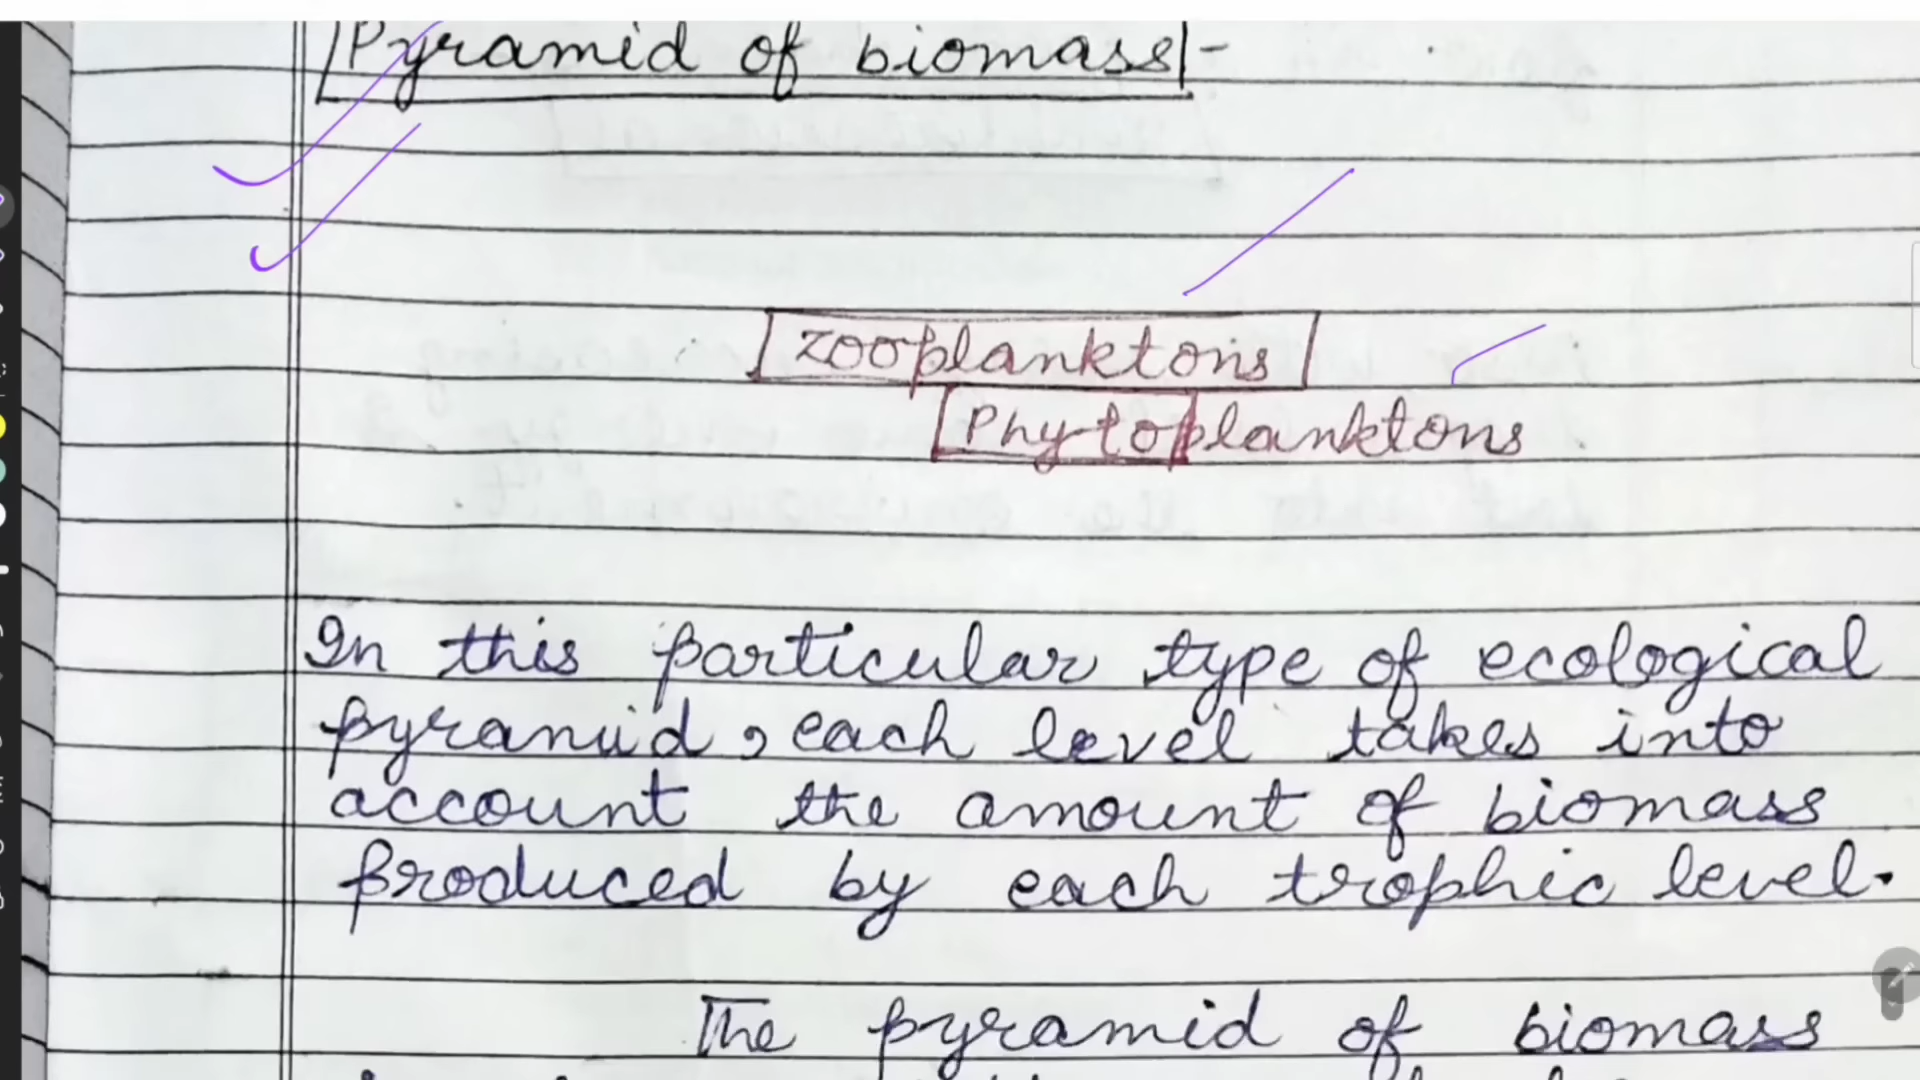 Pyramid of biomass -
zooplanktons
Phytoplanktons
In this particular type of ecological
pyramid, each level takes into
account the amount of biomass
produced by each trophic level.
The pyramid of biomass